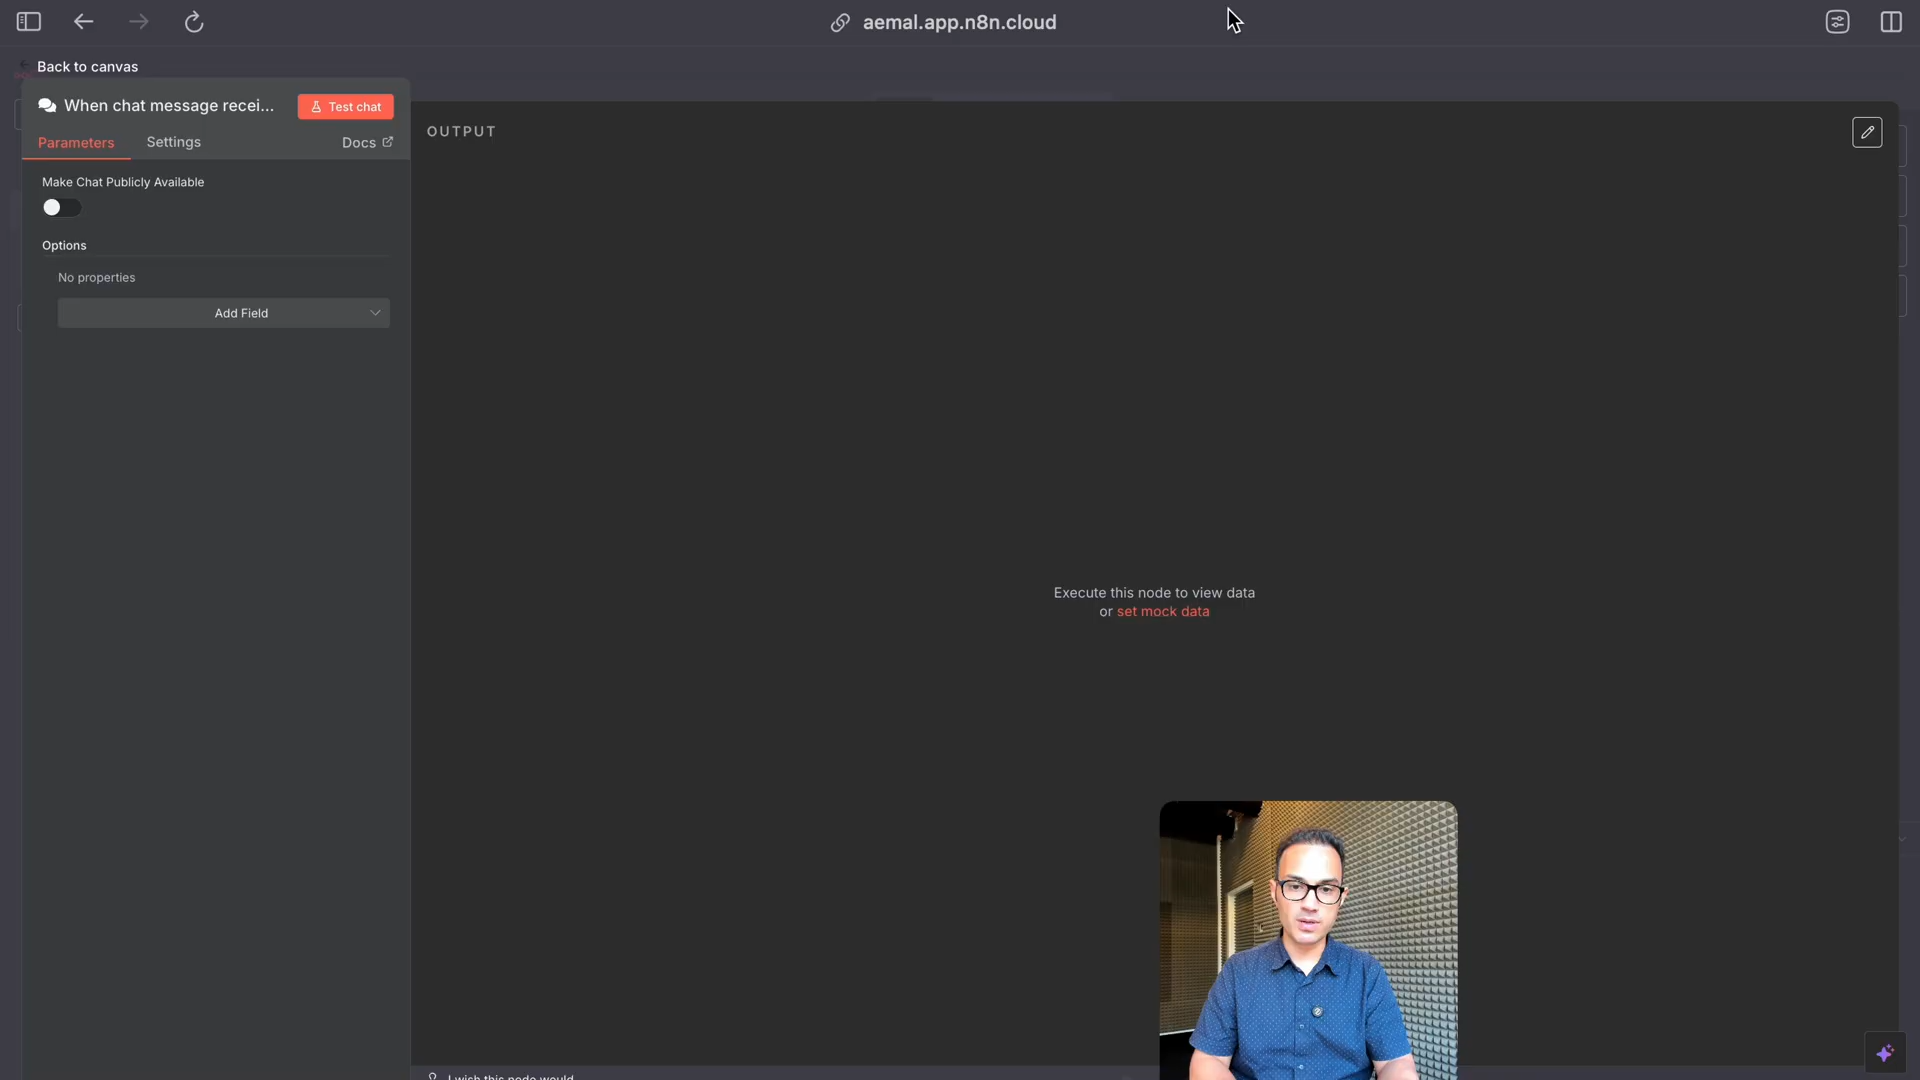 aemal.app.n8n.cloud
Back to canvas
When chat message recei...
Test chat
Parameters
Settings
Docs
OUTPUT
Make Chat Publicly Available
Options
No properties
Add Field
Execute this node to view data
or set mock data
I wish this node would